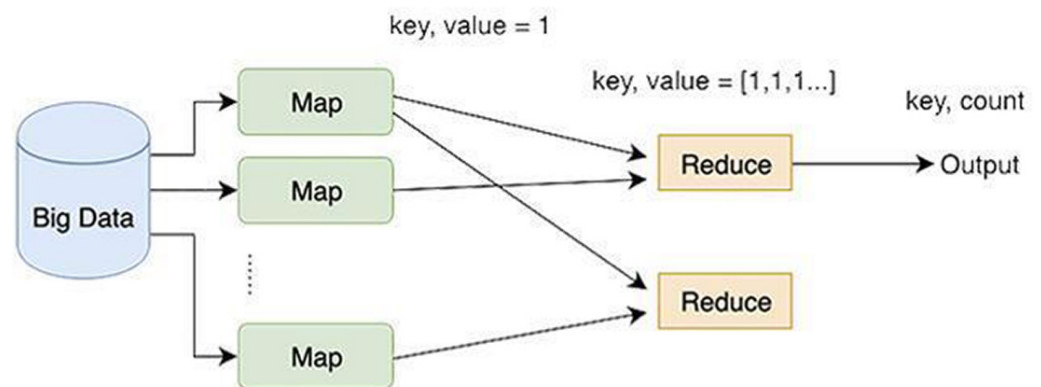 key, value = 1
key, value = [1,1,1...]
key, count
Big Data
Map
Map
Map
Reduce
Output
Reduce